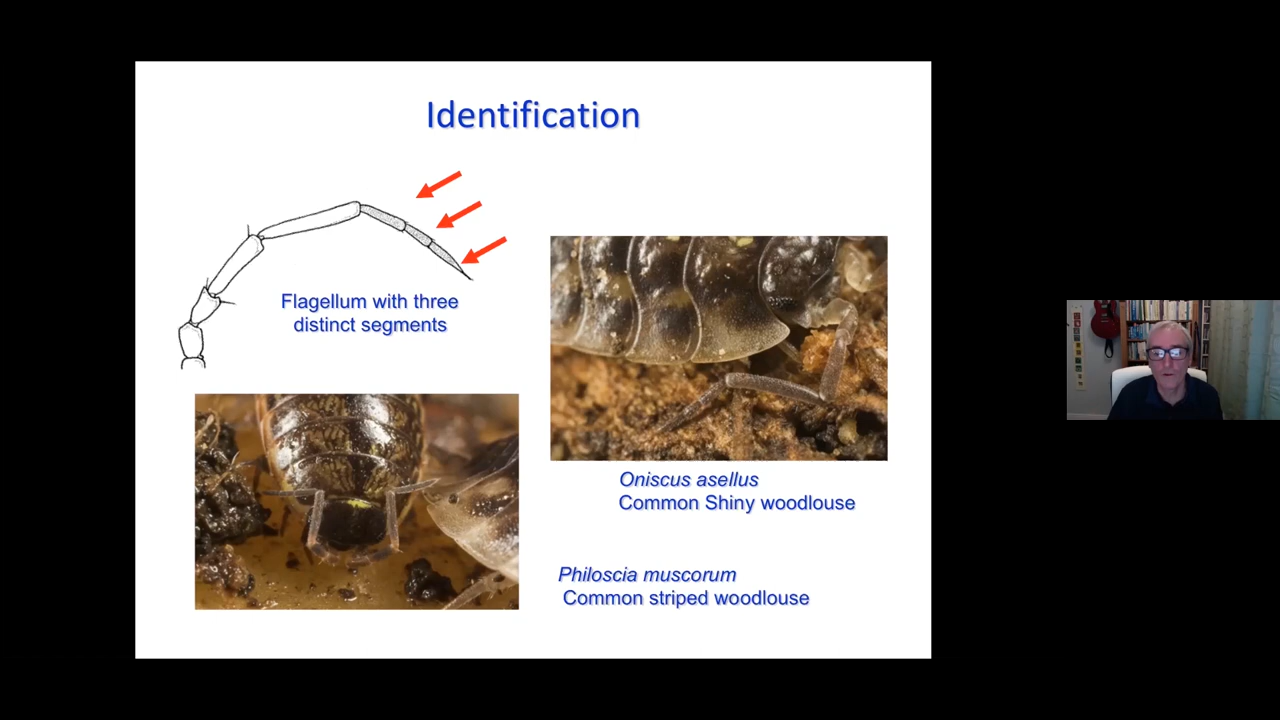 Identification
Flagellum with three
distinct segments
Oniscus asellus
Common Shiny woodlouse
Philoscia muscorum
Common striped woodlouse